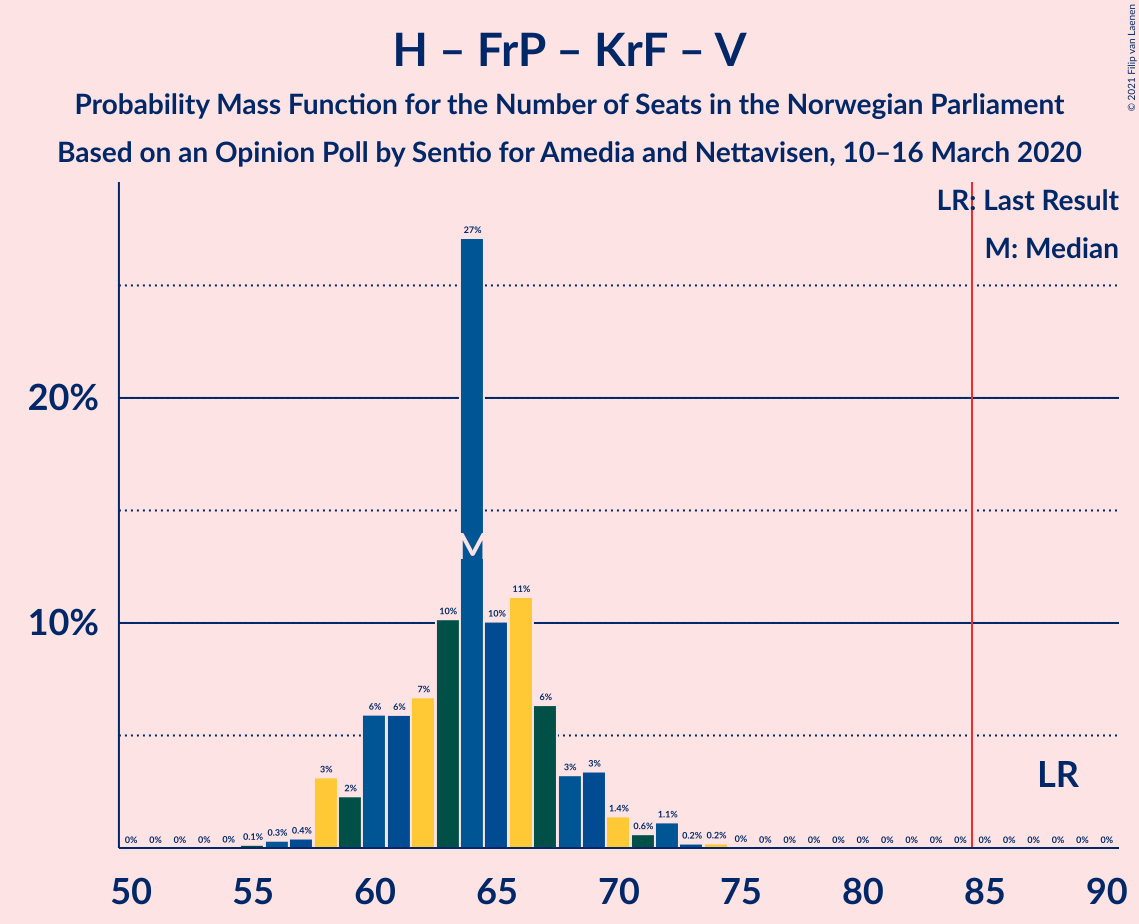 H – FrP – KrF – V
Probability Mass Function for the Number of Seats in the Norwegian Parliament
Based on an Opinion Poll by Sentio for Amedia and Nettavisen, 10–16 March 2020
© 2021 Filip van Laenen
LR: Last Result
M: Median
27%
20%
M
11%
10% 10%
10%
7%
6% 6% 6%
3% 3% 3%
2%
LR
1.4%
1.1%
0.6%
0% 0% 0% 0% 0% 0.1% 0.3% 0.4% 0.2% 0.2% 0% 0% 0% 0% 0% 0% 0% 0% 0% 0% 0% 0% 0% 0% 0% 0%
50 55 60 65 70 75 80 85 90